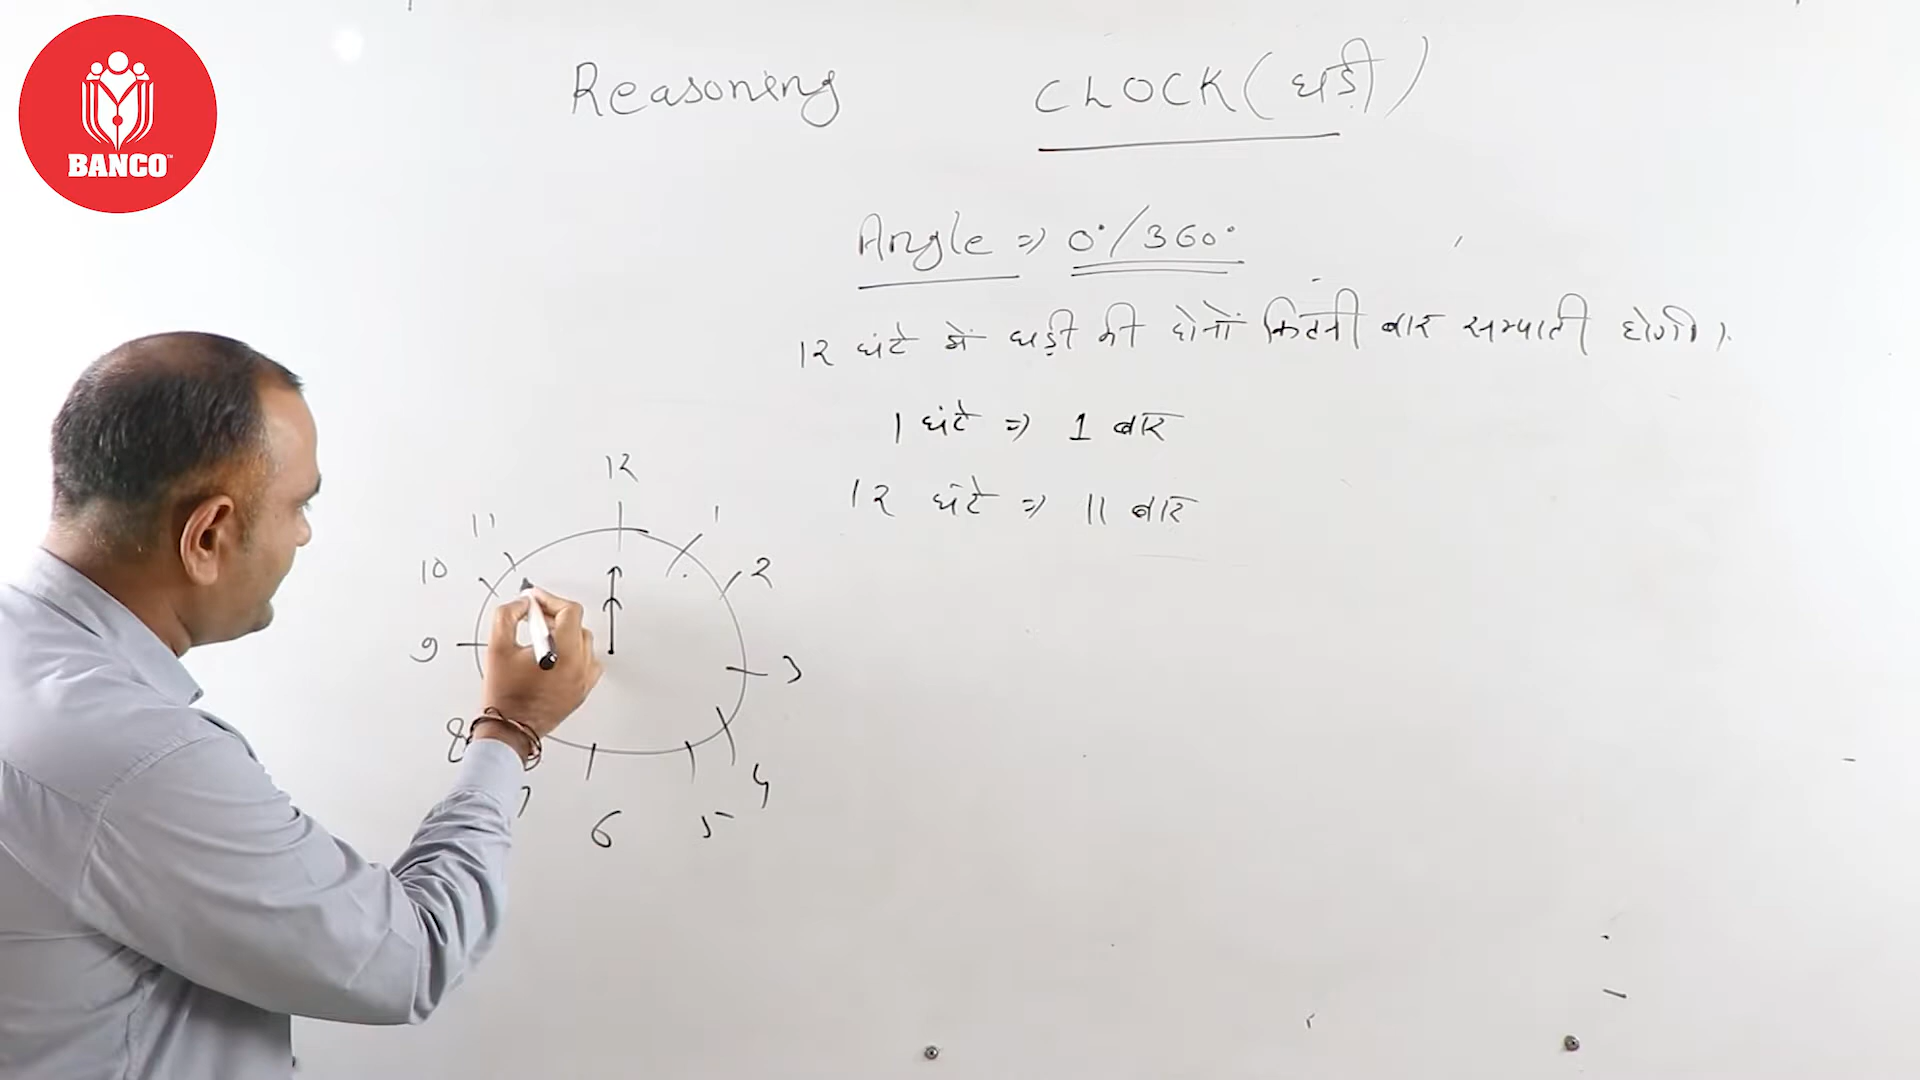 BANCO™
Reasoning CLOCK (घड़ी)
Angle ⇒ 0°/360°
12 घंटे में घड़ी की दोनों कितनी बार सम्पाती होगी।
1 घंटे ⇒ 1 बार
12 घंटे ⇒ 11 बार
12
11
1
10
2
9
3
8
4
7
6
5